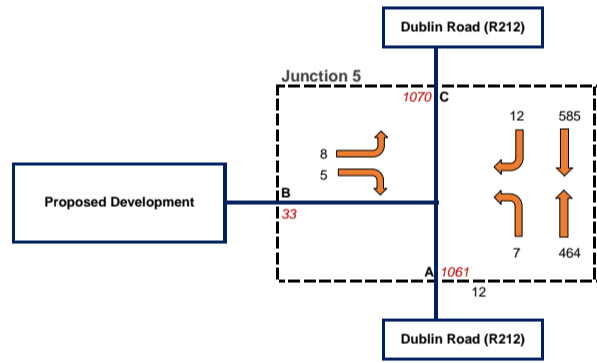 Dublin Road (R212)
Junction 5
1070 C
12 585
8
5
Proposed Development
B
33
7 464
A 1061
12
Dublin Road (R212)